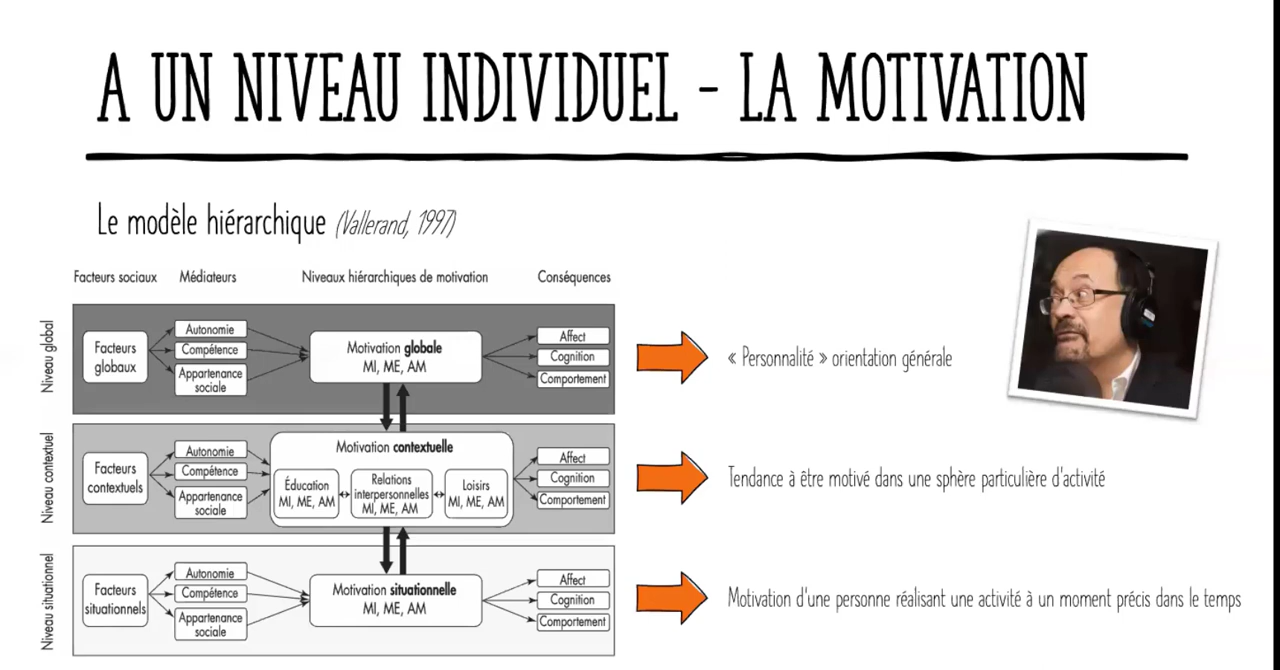 A UN NIVEAU INDIVIDUEL - LA MOTIVATION
Le modèle hiérarchique (Vallerand, 1997)
Facteurs sociaux
Médiateurs
Niveaux hiérarchiques de motivation
Conséquences
Niveau global
Facteurs
globaux
Autonomie
Compétence
Appartenance
sociale
Motivation globale
MI, ME, AM
Affect
Cognition
Comportement
« Personnalité » orientation générale
Niveau contextuel
Facteurs
contextuels
Autonomie
Compétence
Appartenance
sociale
Motivation contextuelle
Éducation
MI, ME, AM
Relations
interpersonnelles
MI, ME, AM
Loisirs
MI, ME, AM
Affect
Cognition
Comportement
Tendance à être motivé dans une sphère particulière d'activité
Niveau situationnel
Facteurs
situationnels
Autonomie
Compétence
Appartenance
sociale
Motivation situationnelle
MI, ME, AM
Affect
Cognition
Comportement
Motivation d'une personne réalisant une activité à un moment précis dans le temps